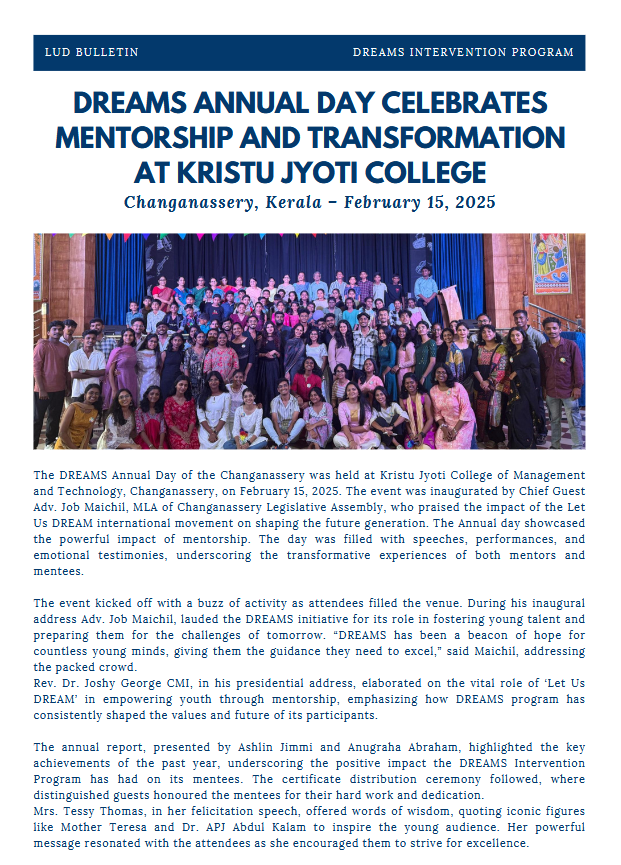 LUD BULLETIN
DREAMS INTERVENTION PROGRAM
DREAMS ANNUAL DAY CELEBRATES
MENTORSHIP AND TRANSFORMATION
AT KRISTU JYOTI COLLEGE
Changanassery, Kerala – February 15, 2025
The DREAMS Annual Day of the Changanassery was held at Kristu Jyoti College of Management
and Technology, Changanassery, on February 15, 2025. The event was inaugurated by Chief Guest
Adv. Job Maichil, MLA of Changanassery Legislative Assembly, who praised the impact of the Let
Us DREAM international movement on shaping the future generation. The Annual day showcased
the powerful impact of mentorship. The day was filled with speeches, performances, and
emotional testimonies, underscoring the transformative experiences of both mentors and
mentees.
The event kicked off with a buzz of activity as attendees filled the venue. During his inaugural
address Adv. Job Maichil, lauded the DREAMS initiative for its role in fostering young talent and
preparing them for the challenges of tomorrow. “DREAMS has been a beacon of hope for
countless young minds, giving them the guidance they need to excel,” said Maichil, addressing
the packed crowd.
Rev. Dr. Joshy George CMI, in his presidential address, elaborated on the vital role of ‘Let Us
DREAM’ in empowering youth through mentorship, emphasizing how DREAMS program has
consistently shaped the values and future of its participants.
The annual report, presented by Ashlin Jimmi and Anugraha Abraham, highlighted the key
achievements of the past year, underscoring the positive impact the DREAMS Intervention
Program has had on its mentees. The certificate distribution ceremony followed, where
distinguished guests honoured the mentees for their hard work and dedication.
Mrs. Tessy Thomas, in her felicitation speech, offered words of wisdom, quoting iconic figures
like Mother Teresa and Dr. APJ Abdul Kalam to inspire the young audience. Her powerful
message resonated with the attendees as she encouraged them to strive for excellence.